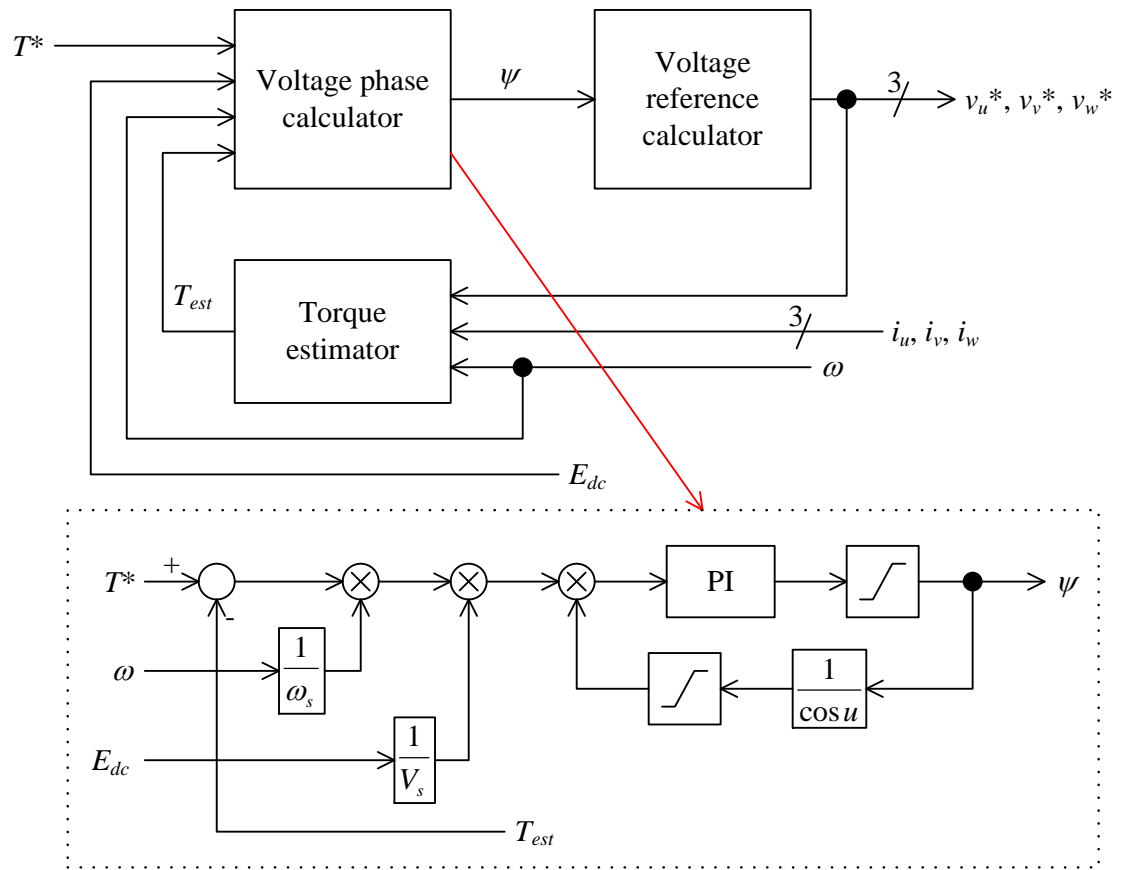 T*
Voltage phase
calculator
ψ
Voltage
reference
calculator
3
v_u*, v_v*, v_w*
T_est
Torque
estimator
3
i_u, i_v, i_w
ω
E_dc
T*
+
-
PI
ψ
ω
1
ω_s
1
cos u
E_dc
1
V_s
T_est